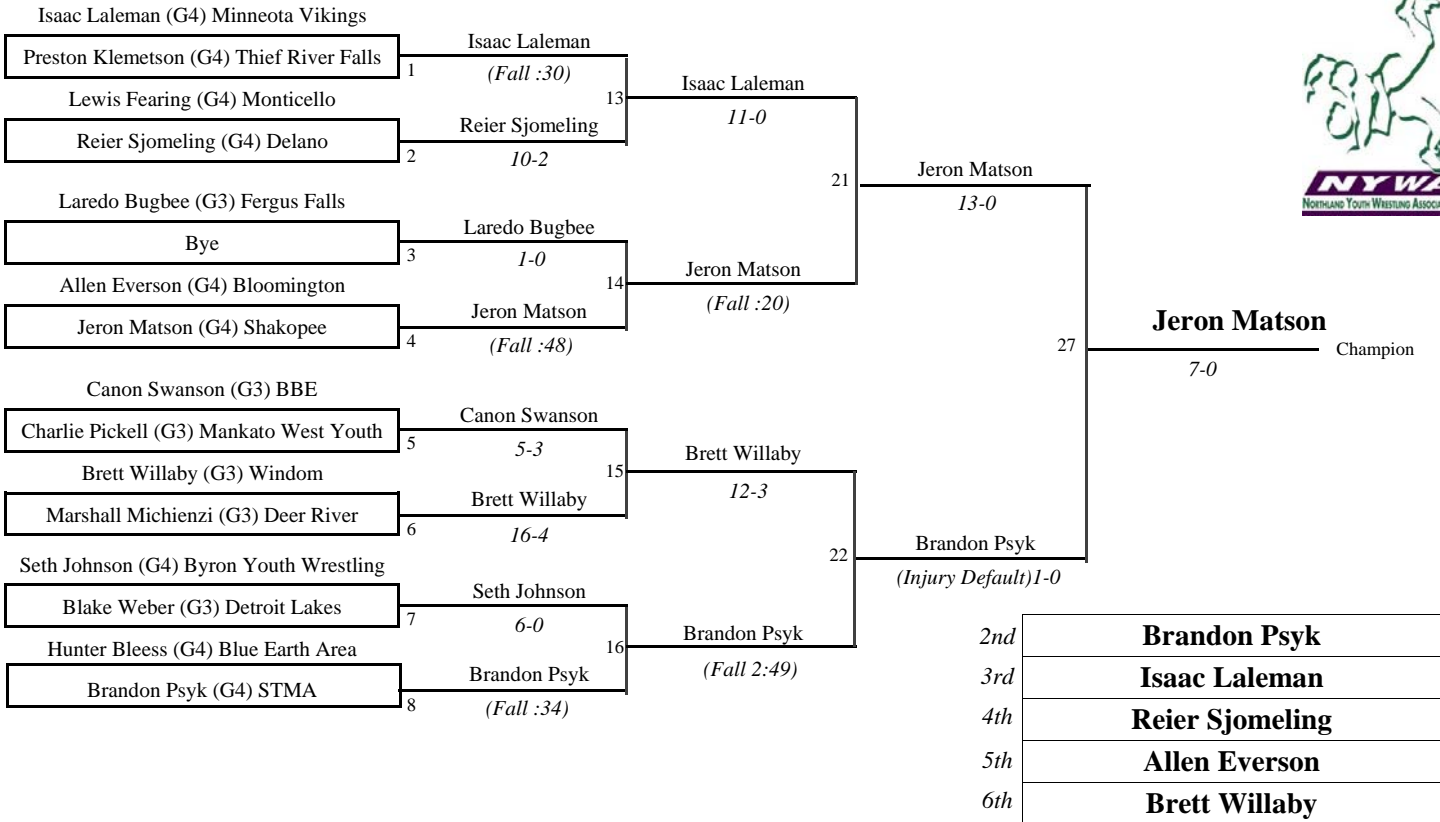 Isaac Laleman (G4) Minneota Vikings
Preston Klemetson (G4) Thief River Falls
1
Lewis Fearing (G4) Monticello
Reier Sjomeling (G4) Delano
2
Laredo Bugbee (G3) Fergus Falls
Bye
3
Allen Everson (G4) Bloomington
Jeron Matson (G4) Shakopee
4
Canon Swanson (G3) BBE
Charlie Pickell (G3) Mankato West Youth
5
Brett Willaby (G3) Windom
Marshall Michienzi (G3) Deer River
6
Seth Johnson (G4) Byron Youth Wrestling
Blake Weber (G3) Detroit Lakes
7
Hunter Bleess (G4) Blue Earth Area
Brandon Psyk (G4) STMA
8
Isaac Laleman
(Fall :30)
13
Reier Sjomeling
10-2
Laredo Bugbee
1-0
14
Jeron Matson
(Fall :48)
Canon Swanson
5-3
15
Brett Willaby
16-4
Seth Johnson
6-0
16
Brandon Psyk
(Fall :34)
Isaac Laleman
11-0
21
Jeron Matson
(Fall :20)
Brett Willaby
12-3
22
Brandon Psyk
(Fall 2:49)
Jeron Matson
13-0
27
Brandon Psyk
(Injury Default)1-0
Jeron Matson
Champion
7-0
2nd Brandon Psyk
3rd Isaac Laleman
4th Reier Sjomeling
5th Allen Everson
6th Brett Willaby
NORTHLAND YOUTH WRESTLING